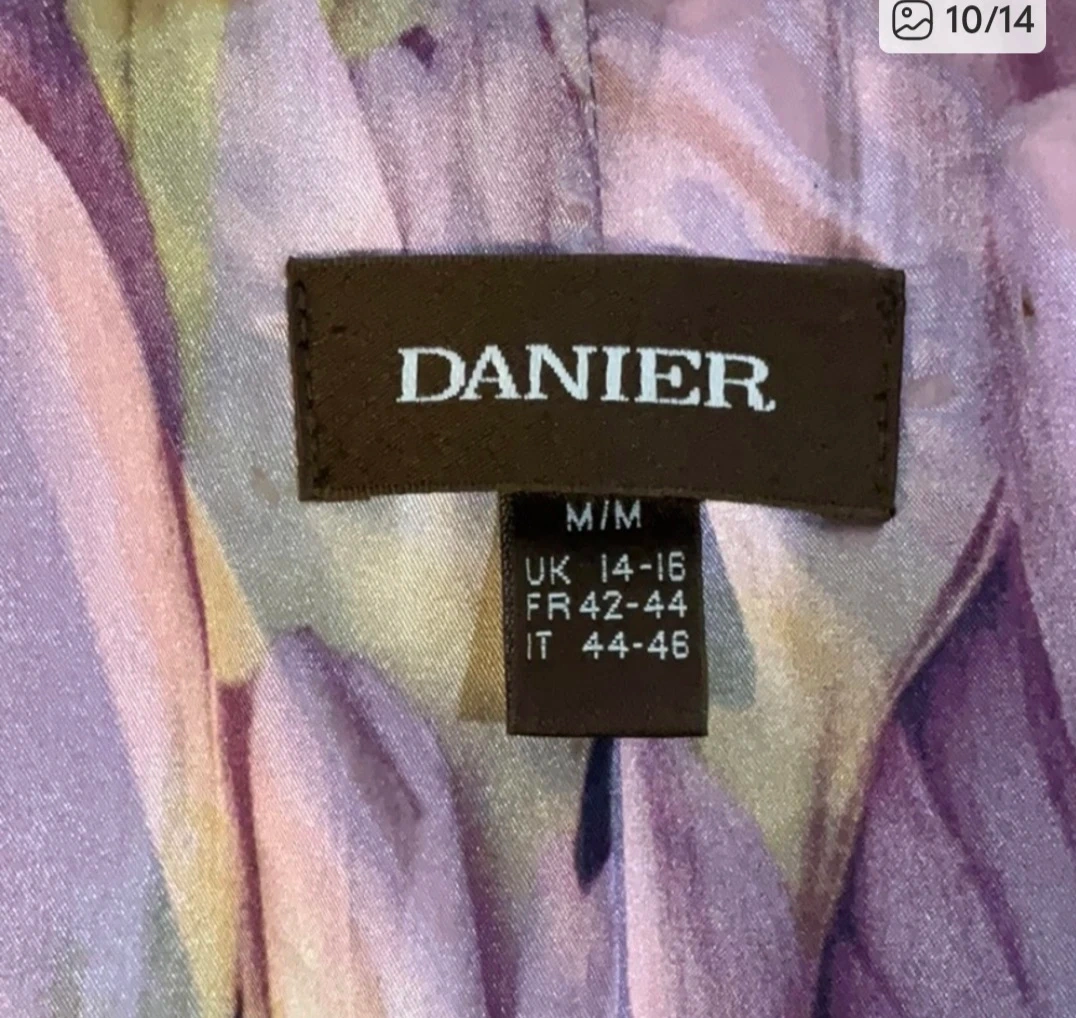 10/14
DANIER
M/M
UK 14-16
FR 42-44
IT 44-46